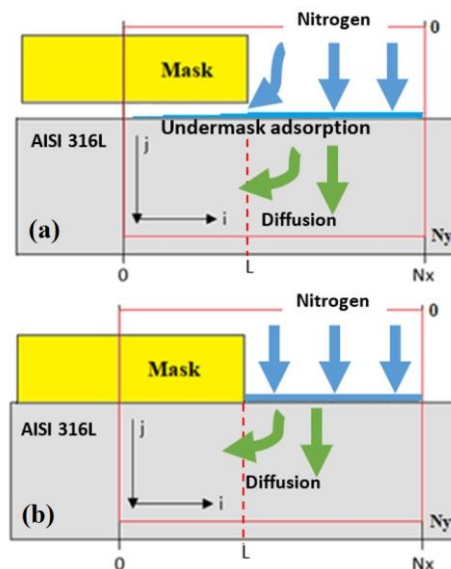 Nitrogen
0
Mask
Undermask adsorption
AISI 316L
j
Diffusion
i
(a)
Ny
0 L Nx
Nitrogen
0
Mask
AISI 316L
j
Diffusion
i
(b)
Ny
0 L Nx